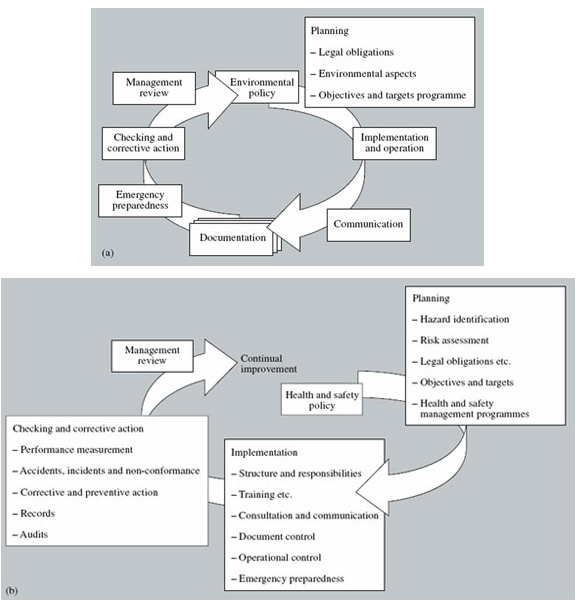 Planning
– Legal obligations
– Environmental aspects
– Objectives and targets programme
Management
review
Environmental
policy
Checking and
corrective action
Implementation
and operation
Emergency
preparedness
Communication
Documentation
(a)
Planning
– Hazard identification
– Risk assessment
– Legal obligations etc.
– Objectives and targets
– Health and safety
management programmes
Management
review
Continual
improvement
Health and safety
policy
Checking and corrective action
– Performance measurement
– Accidents, incidents and non-conformance
– Corrective and preventive action
– Records
– Audits
Implementation
– Structure and responsibilities
– Training etc.
– Consultation and communication
– Document control
– Operational control
– Emergency preparedness
(b)